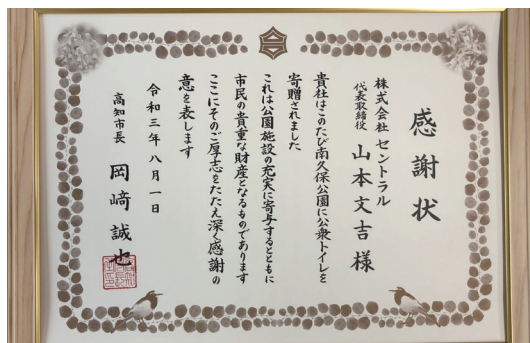 感謝状
株式会社 セントラル
代表取締役 山本文吉 様
貴社はこのたび南久保公園に公衆トイレを
寄贈されました
これは公園施設の充実に寄与するとともに
市民の貴重な財産となるものであります
ここにそのご厚志をたたえ深く感謝の
意を表します
令和三年八月一日
高知市長 岡﨑誠也